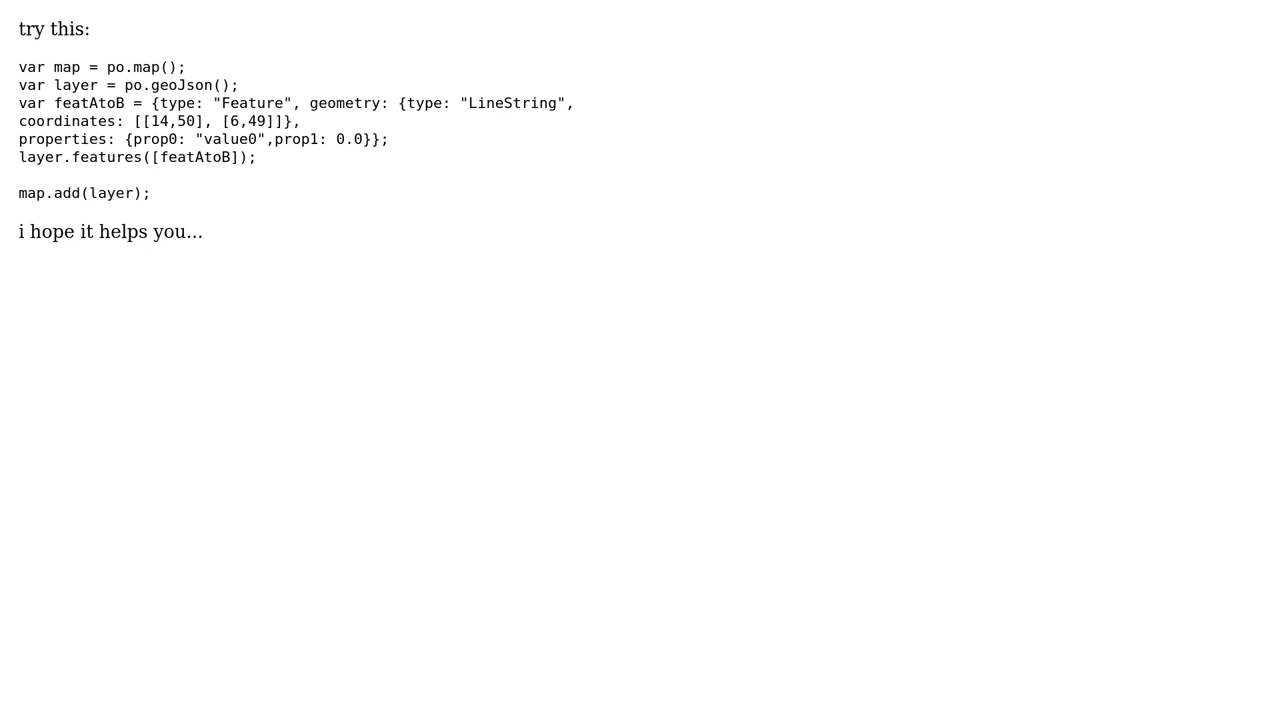 try this:
var map = po.map();
var layer = po.geoJson();
var featAtoB = {type: "Feature", geometry: {type: "LineString",
coordinates: [[14,50], [6,49]]},
properties: {prop0: "value0",prop1: 0.0}};
layer.features([featAtoB]);
map.add(layer);
i hope it helps you...